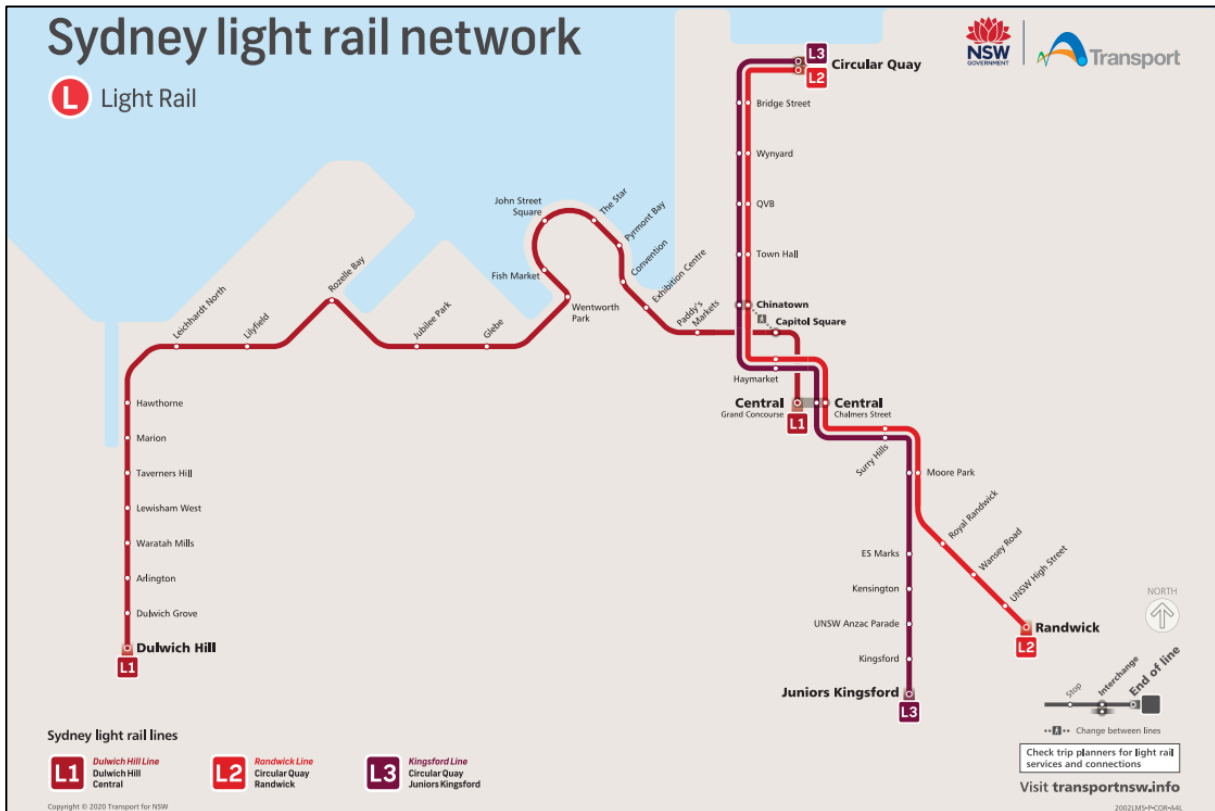 Sydney light rail network
L Light Rail
NSW
GOVERNMENT
Transport
L3
Circular Quay
L2
Bridge Street
Wynyard
QVB
Town Hall
Chinatown
Capitol Square
Haymarket
John Street
Square
The Star
Pyrmont Bay
Convention
Exhibition Centre
Paddy's
Markets
Fish Market
Wentworth
Park
Rozelle Bay
Leichhardt North
Lilyfield
Jubilee Park
Glebe
Hawthorne
Marion
Taverners Hill
Lewisham West
Waratah Mills
Arlington
Dulwich Grove
Dulwich Hill
L1
Central
Grand Concourse
L1
Central
Chalmers Street
Surry Hills
Moore Park
Royal Randwick
Wansey Road
UNSW High Street
Randwick
L2
ES Marks
Kensington
UNSW Anzac Parade
Kingsford
Juniors Kingsford
L3
NORTH
Stop
Interchange
End of line
Change between lines
Check trip planners for light rail
services and connections
Visit transportnsw.info
Sydney light rail lines
L1
Dulwich Hill Line
Dulwich Hill
Central
L2
Randwick Line
Circular Quay
Randwick
L3
Kingsford Line
Circular Quay
Juniors Kingsford
Copyright © 2020 Transport for NSW
2002LMS-P-COR-A4L